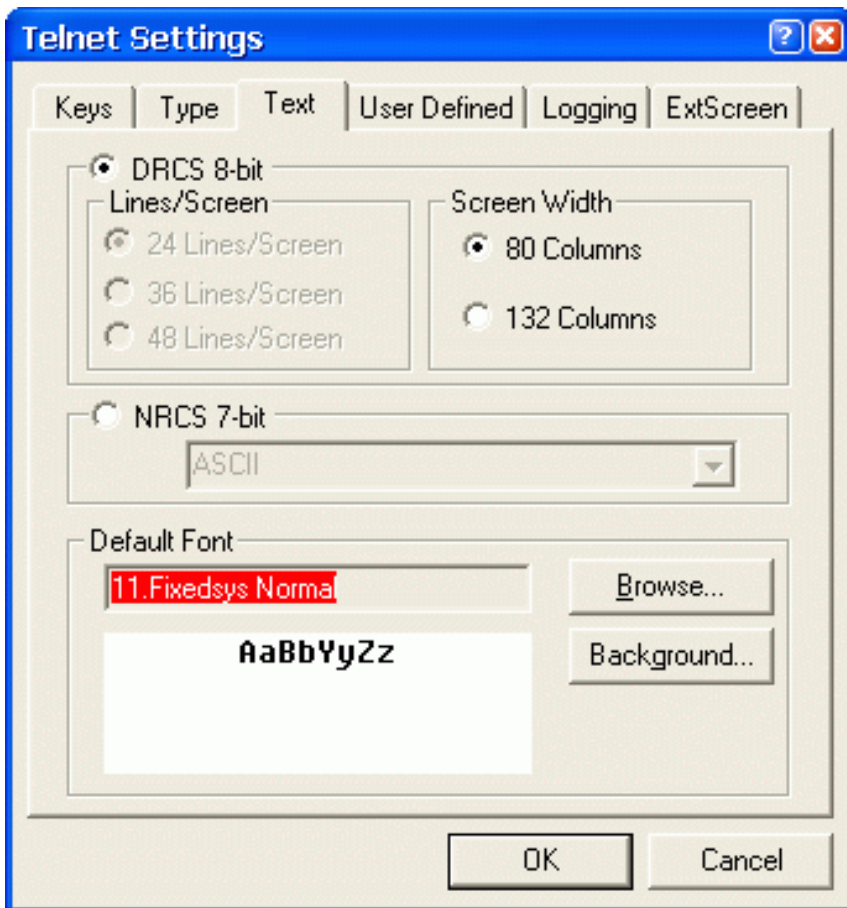 Telnet Settings
Keys Type Text User Defined Logging ExtScreen
DRCS 8-bit
Lines/Screen
24 Lines/Screen
36 Lines/Screen
48 Lines/Screen
Screen Width
80 Columns
132 Columns
NRCS 7-bit
ASCII
Default Font
11.Fixedsys Normal
Browse...
AaBbYyZz
Background...
OK Cancel